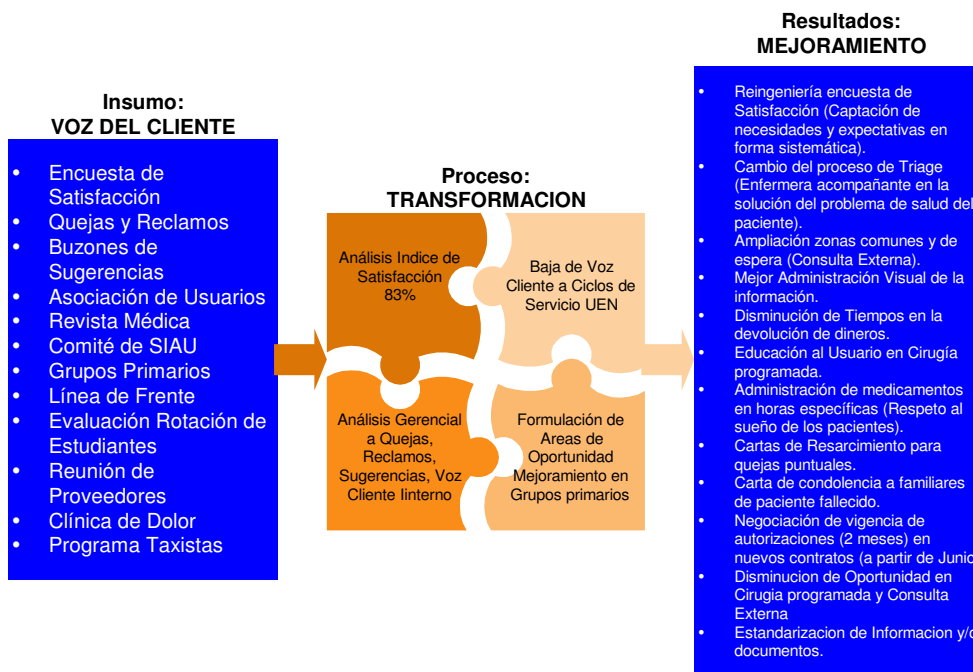 Insumo:
VOZ DEL CLIENTE
• Encuesta de
Satisfacción
• Quejas y Reclamos
• Buzones de
Sugerencias
• Asociación de Usuarios
• Revista Médica
• Comité de SIAU
• Grupos Primarios
• Línea de Frente
• Evaluación Rotación de
Estudiantes
• Reunión de
Proveedores
• Clínica de Dolor
• Programa Taxistas
Proceso:
TRANSFORMACION
Análisis Indice de
Satisfacción
83%
Baja de Voz
Cliente a Ciclos de
Servicio UEN
Análisis Gerencial
a Quejas,
Reclamos,
Sugerencias, Voz
Cliente Iinterno
Formulación de
Areas de
Oportunidad
Mejoramiento en
Grupos primarios
Resultados:
MEJORAMIENTO
• Reingeniería encuesta de
Satisfacción (Captación de
necesidades y expectativas en
forma sistemática).
• Cambio del proceso de Triage
(Enfermera acompañante en la
solución del problema de salud del
paciente).
• Ampliación zonas comunes y de
espera (Consulta Externa).
• Mejor Administración Visual de la
información.
• Disminución de Tiempos en la
devolución de dineros.
• Educación al Usuario en Cirugía
programada.
• Administración de medicamentos
en horas específicas (Respeto al
sueño de los pacientes).
• Cartas de Resarcimiento para
quejas puntuales.
• Carta de condolencia a familiares
de paciente fallecido.
• Negociación de vigencia de
autorizaciones (2 meses) en
nuevos contratos (a partir de Junio
• Disminucion de Oportunidad en
Cirugia programada y Consulta
Externa
• Estandarizacion de Informacion y/o
documentos.